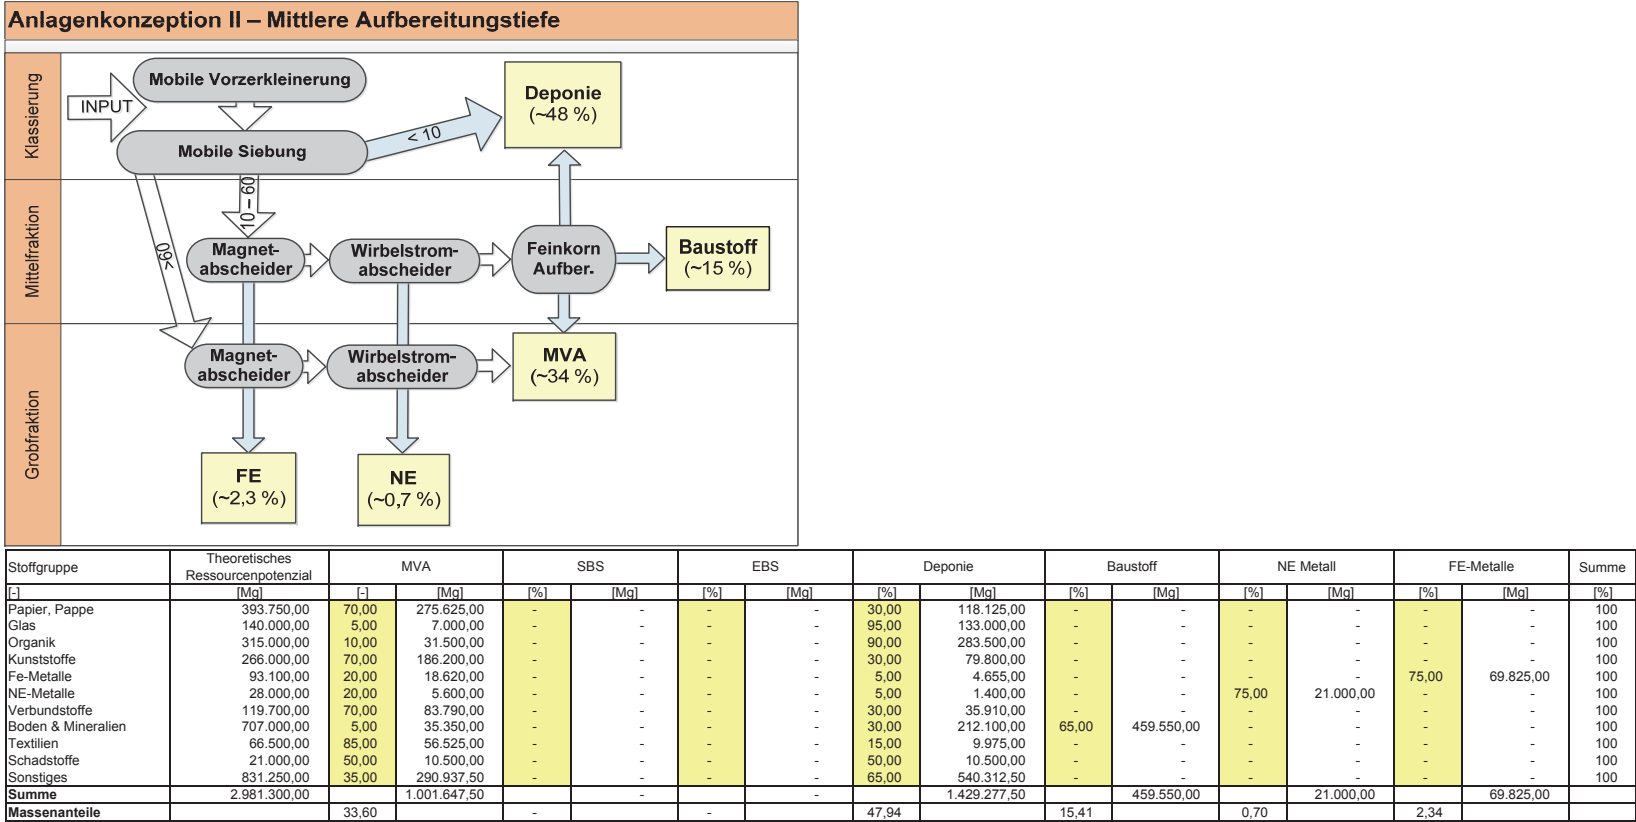 Anlagenkonzeption II – Mittlere Aufbereitungstiefe
Klassierung
INPUT
Mobile Vorzerkleinerung
Mobile Siebung
< 10
Deponie
(~48 %)
Mittelfraktion
>60
10 – 60
Magnet-
abscheider
Wirbelstrom-
abscheider
Feinkorn
Aufber.
Baustoff
(~15 %)
Grobfraktion
Magnet-
abscheider
Wirbelstrom-
abscheider
MVA
(~34 %)
FE
(~2,3 %)
NE
(~0,7 %)
Stoffgruppe Theoretisches Ressourcenpotenzial MVA SBS EBS Deponie Baustoff NE Metall FE-Metalle Summe
[-] [Mg] [-] [Mg] [%] [Mg] [%] [Mg] [%] [Mg] [%] [Mg] [%] [Mg] [%] [Mg] [%]
Papier, Pappe 393.750,00 70,00 275.625,00 - - - - 30,00 118.125,00 - - - - - - 100
Glas 140.000,00 5,00 7.000,00 - - - - 95,00 133.000,00 - - - - - - 100
Organik 315.000,00 10,00 31.500,00 - - - - 90,00 283.500,00 - - - - - - 100
Kunststoffe 266.000,00 70,00 186.200,00 - - - - 30,00 79.800,00 - - - - - - 100
Fe-Metalle 93.100,00 20,00 18.620,00 - - - - 5,00 4.655,00 - - - - 75,00 69.825,00 100
NE-Metalle 28.000,00 20,00 5.600,00 - - - - 5,00 1.400,00 - - 75,00 21.000,00 - - 100
Verbundstoffe 119.700,00 70,00 83.790,00 - - - - 30,00 35.910,00 - - - - - - 100
Boden & Mineralien 707.000,00 5,00 35.350,00 - - - - 30,00 212.100,00 65,00 459.550,00 - - - - 100
Textilien 66.500,00 85,00 56.525,00 - - - - 15,00 9.975,00 - - - - - - 100
Schadstoffe 21.000,00 50,00 10.500,00 - - - - 50,00 10.500,00 - - - - - - 100
Sonstiges 831.250,00 35,00 290.937,50 - - - - 65,00 540.312,50 - - - - - - 100
Summe 2.981.300,00 1.001.647,50 - - 1.429.277,50 459.550,00 21.000,00 69.825,00
Massenanteile 33,60 - - 47,94 15,41 0,70 2,34